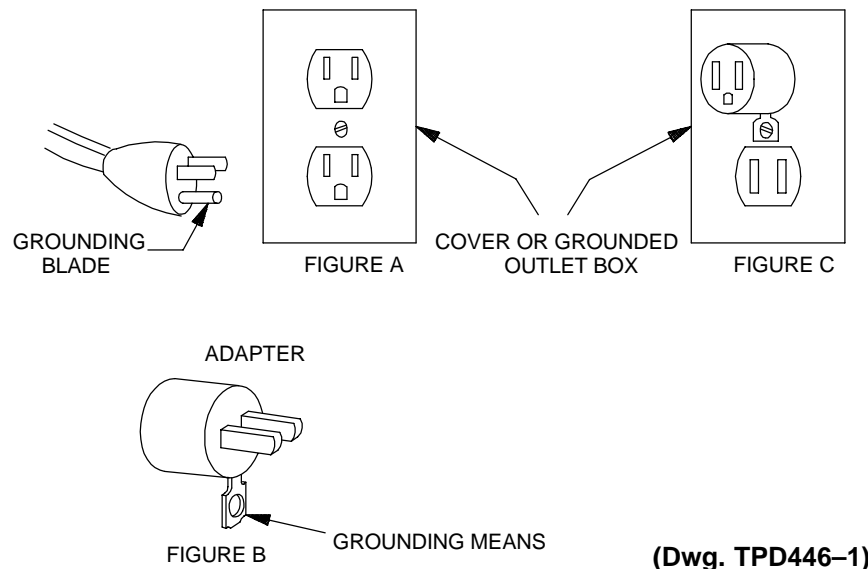 GROUNDING
BLADE
FIGURE A
COVER OR GROUNDED
OUTLET BOX
FIGURE C
ADAPTER
GROUNDING MEANS
FIGURE B
(Dwg. TPD446–1)